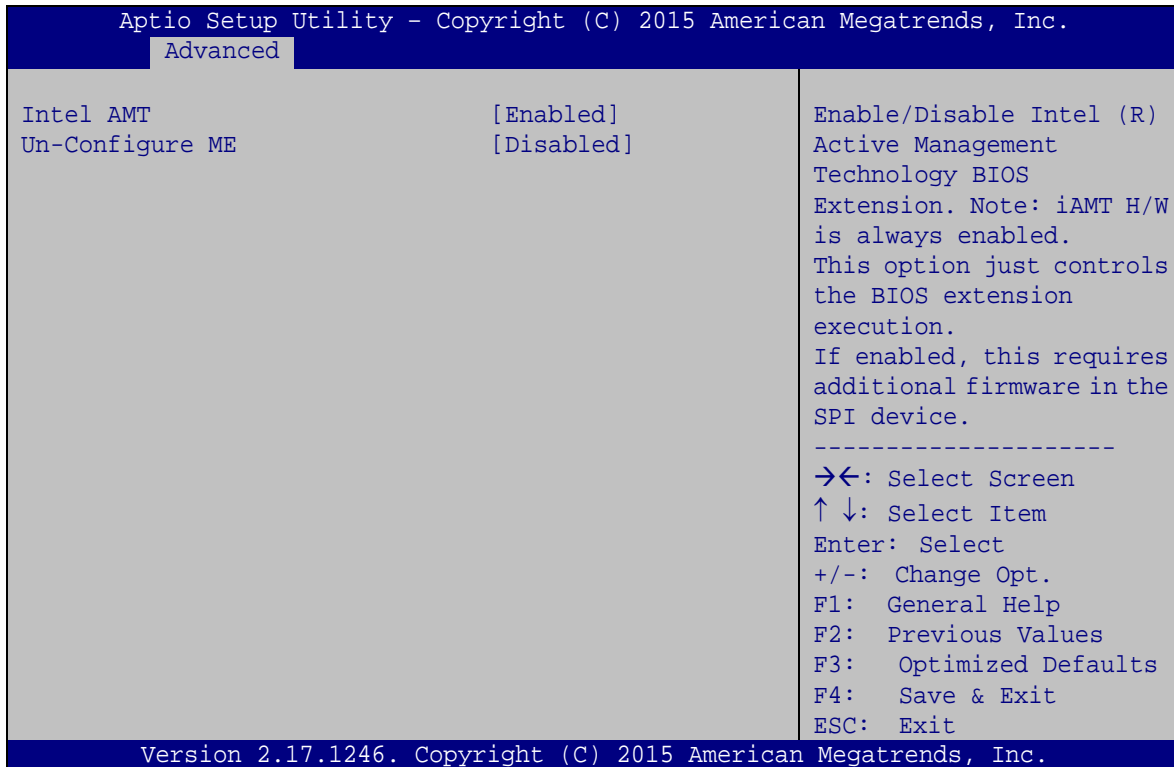 Aptio Setup Utility – Copyright (C) 2015 American Megatrends, Inc.
Advanced
Intel AMT [Enabled]
Un-Configure ME [Disabled]
Enable/Disable Intel (R)
Active Management
Technology BIOS
Extension. Note: iAMT H/W
is always enabled.
This option just controls
the BIOS extension
execution.
If enabled, this requires
additional firmware in the
SPI device.
---------------------
→←: Select Screen
↑ ↓: Select Item
Enter: Select
+/-: Change Opt.
F1: General Help
F2: Previous Values
F3: Optimized Defaults
F4: Save & Exit
ESC: Exit
Version 2.17.1246. Copyright (C) 2015 American Megatrends, Inc.